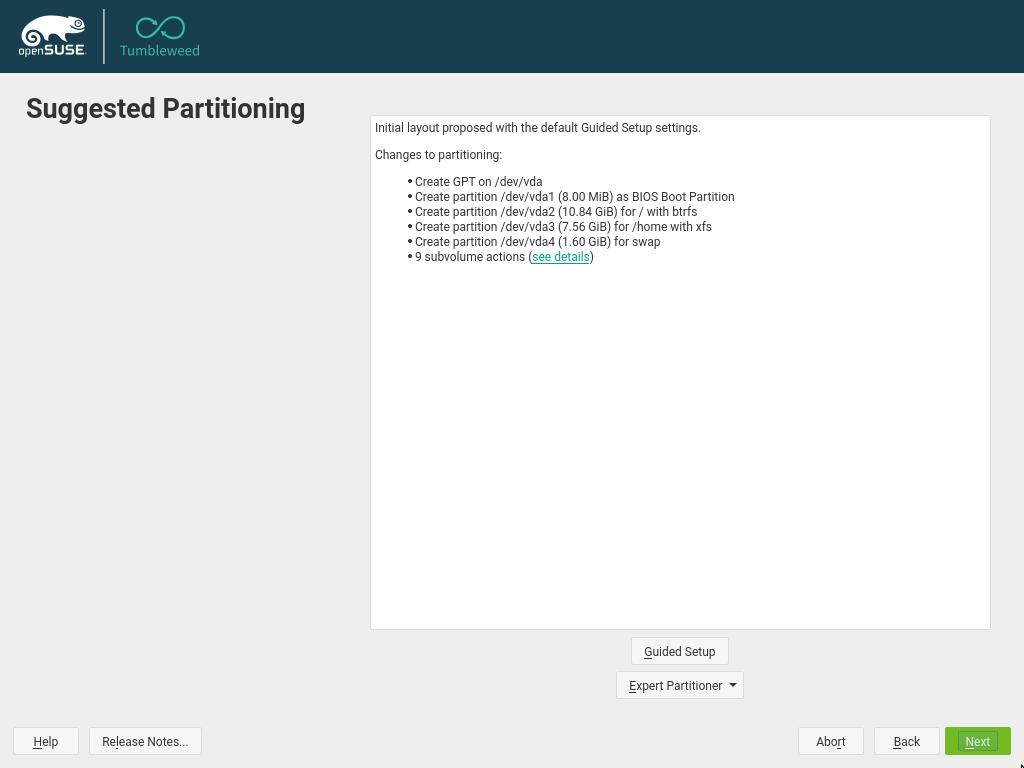 openSUSE
Tumbleweed
Suggested Partitioning
Initial layout proposed with the default Guided Setup settings.
Changes to partitioning:
• Create GPT on /dev/vda
• Create partition /dev/vda1 (8.00 MiB) as BIOS Boot Partition
• Create partition /dev/vda2 (10.84 GiB) for / with btrfs
• Create partition /dev/vda3 (7.56 GiB) for /home with xfs
• Create partition /dev/vda4 (1.60 GiB) for swap
• 9 subvolume actions (see details)
Guided Setup
Expert Partitioner
Help
Release Notes...
Abort
Back
Next